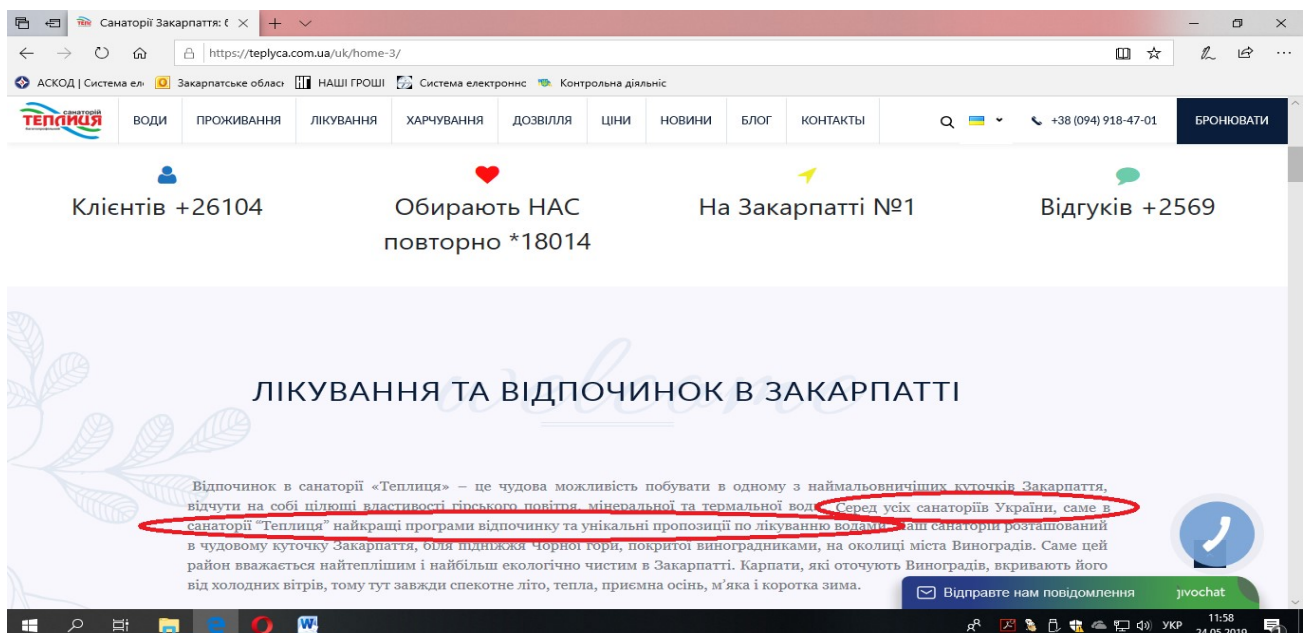 Санаторії Закарпаття: б
https://teplyca.com.ua/uk/home-3/
АСКОД | Система ел Закарпатське област НАШІ ГРОШІ Система електроннс Контрольна діяльніс
санаторій
ТЕПЛИЦЯ ВОДИ ПРОЖИВАННЯ ЛІКУВАННЯ ХАРЧУВАННЯ ДОЗВІЛЛЯ ЦІНИ НОВИНИ БЛОГ КОНТАКТЫ +38 (094) 918-47-01 БРОНЮВАТИ
Клієнтів +26104 Обирають НАС На Закарпатті №1 Відгуків +2569
повторно *18014
welcome
ЛІКУВАННЯ ТА ВІДПОЧИНОК В ЗАКАРПАТТІ
Відпочинок в санаторії «Теплиця» – це чудова можливість побувати в одному з наймальовничіших куточків Закарпаття,
відчути на собі цілющі властивості гірського повітря, мінеральної та термальної води. Серед усіх санаторіїв України, саме в
санаторії "Теплиця" найкращі програми відпочинку та унікальні пропозиції по лікуванню водами. Наш санаторій розташований
в чудовому куточку Закарпаття, біля підніжжя Чорної гори, покритої виноградниками, на околиці міста Виноградів. Саме цей
район вважається найтеплішим і найбільш екологічно чистим в Закарпатті. Карпати, які оточують Виноградів, вкривають його
від холодних вітрів, тому тут завжди спекотне літо, тепла, приємна осінь, м'яка і коротка зима.
Відправте нам повідомлення jivochat
УКР 11:58
24.05.2019